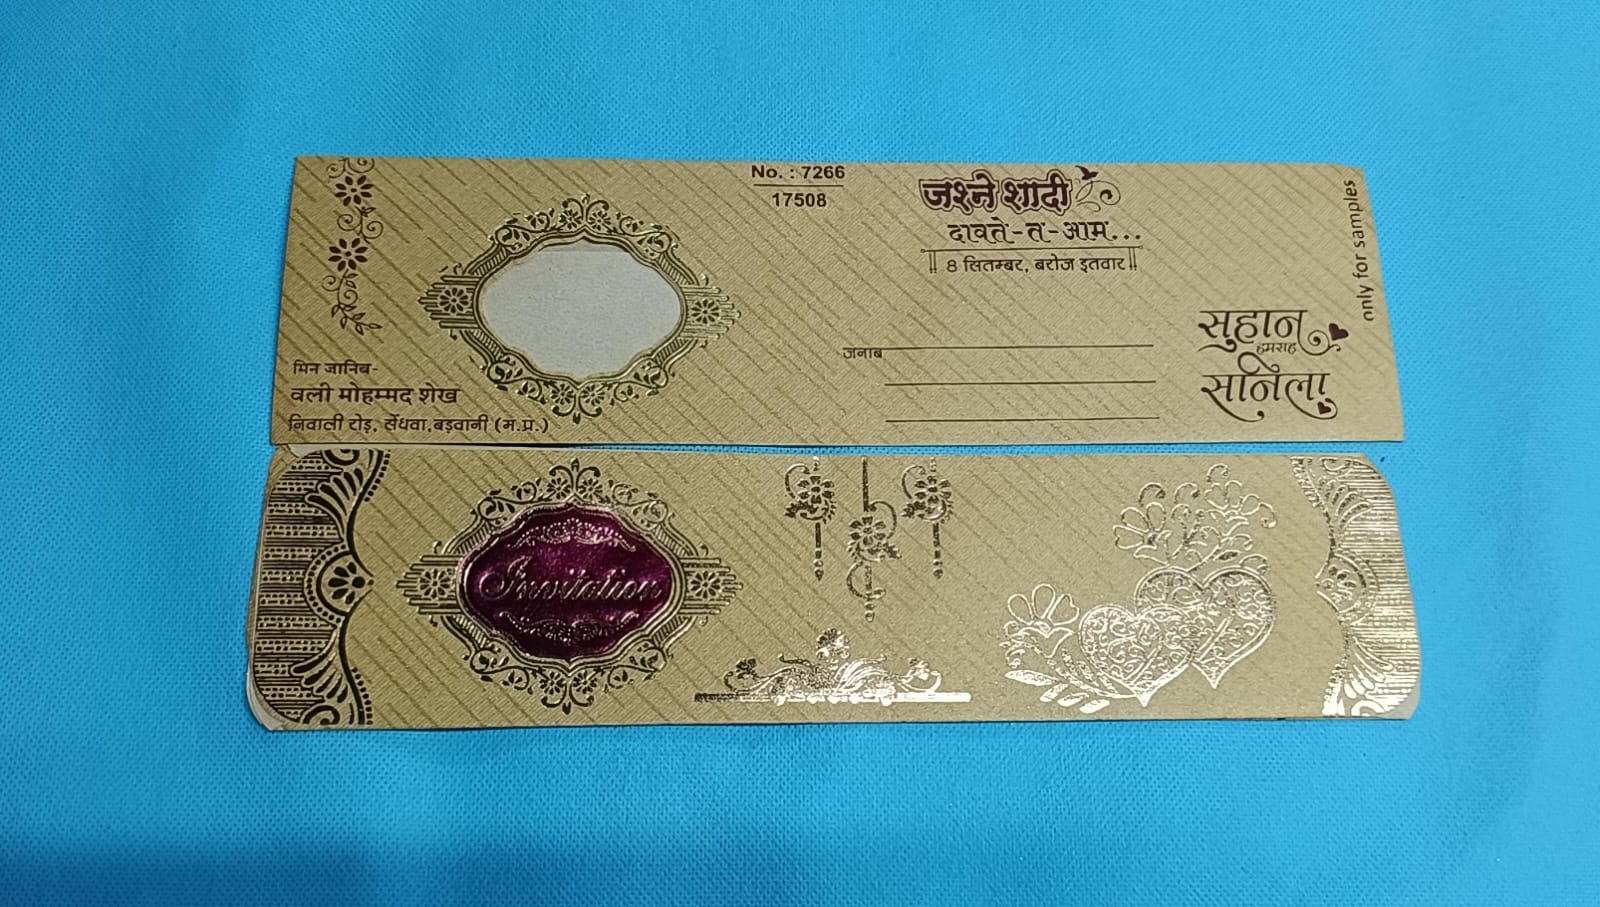 No. : 7266
17508
जश्ने शादी
दावते-त-आम...
8 सितम्बर, बरोज इतवार
only for samples
जनाब
सुहान
हमराह
सानिला
मिन जानिब-
वली मोहम्मद शेख
निवाली रोड़, सेंधवा,बड़वानी (म.प्र.)
Invitation